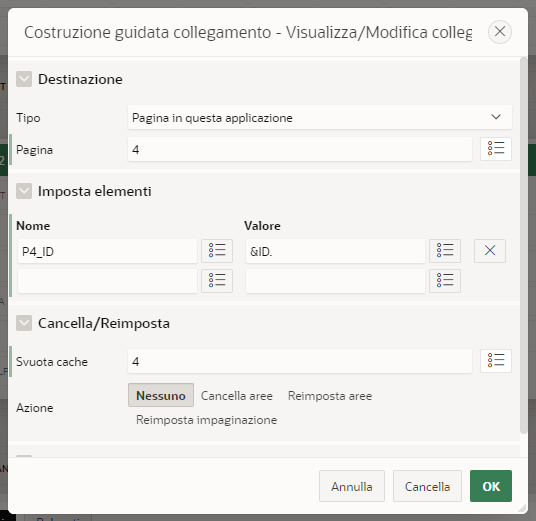 Costruzione guidata collegamento - Visualizza/Modifica colleg
Destinazione
Tipo Pagina in questa applicazione
Pagina 4
Imposta elementi
Nome Valore
P4_ID &ID.
Cancella/Reimposta
Svuota cache 4
Azione Nessuno Cancella aree Reimposta aree
Reimposta impaginazione
Annulla Cancella OK